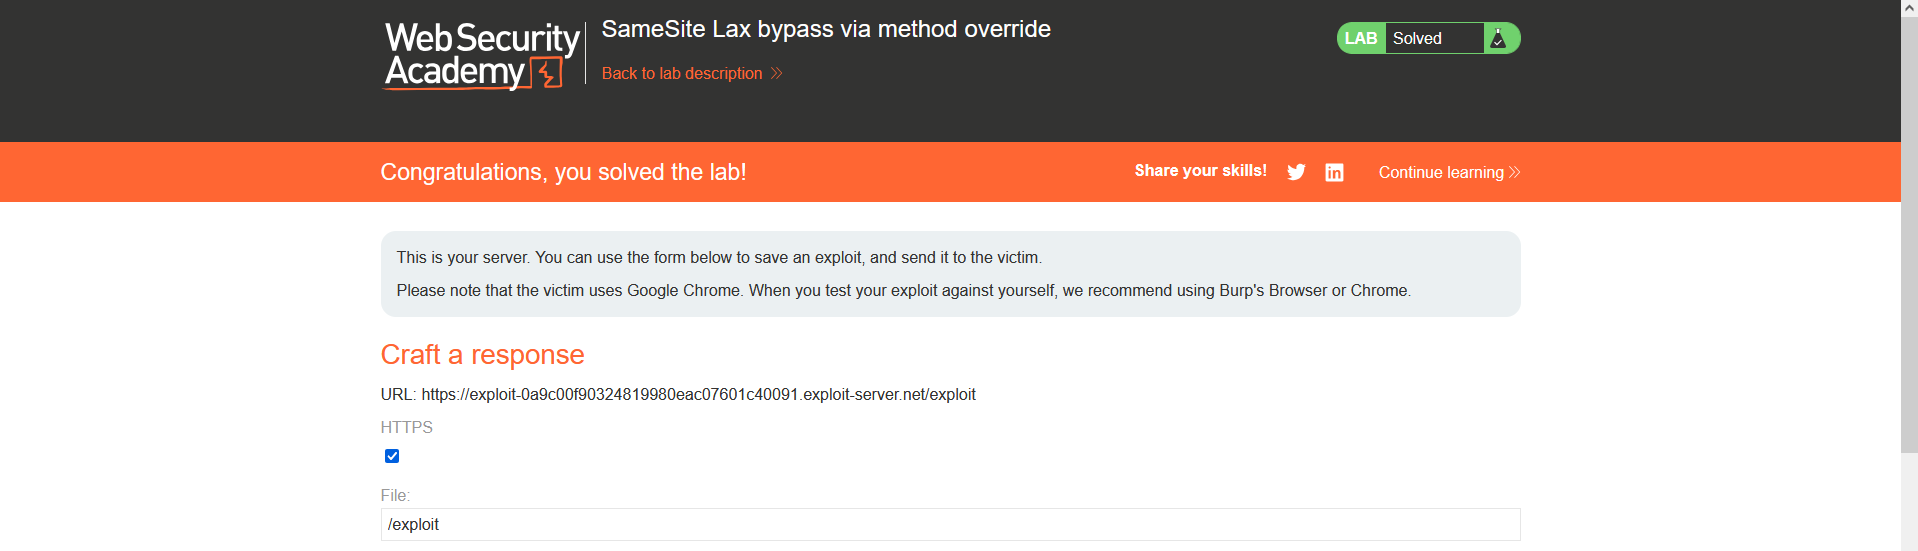 WebSecurity
Academy
SameSite Lax bypass via method override
Back to lab description
LAB Solved
Congratulations, you solved the lab!
Share your skills!
Continue learning
This is your server. You can use the form below to save an exploit, and send it to the victim.
Please note that the victim uses Google Chrome. When you test your exploit against yourself, we recommend using Burp's Browser or Chrome.
Craft a response
URL: https://exploit-0a9c00f90324819980eac07601c40091.exploit-server.net/exploit
HTTPS
File:
/exploit